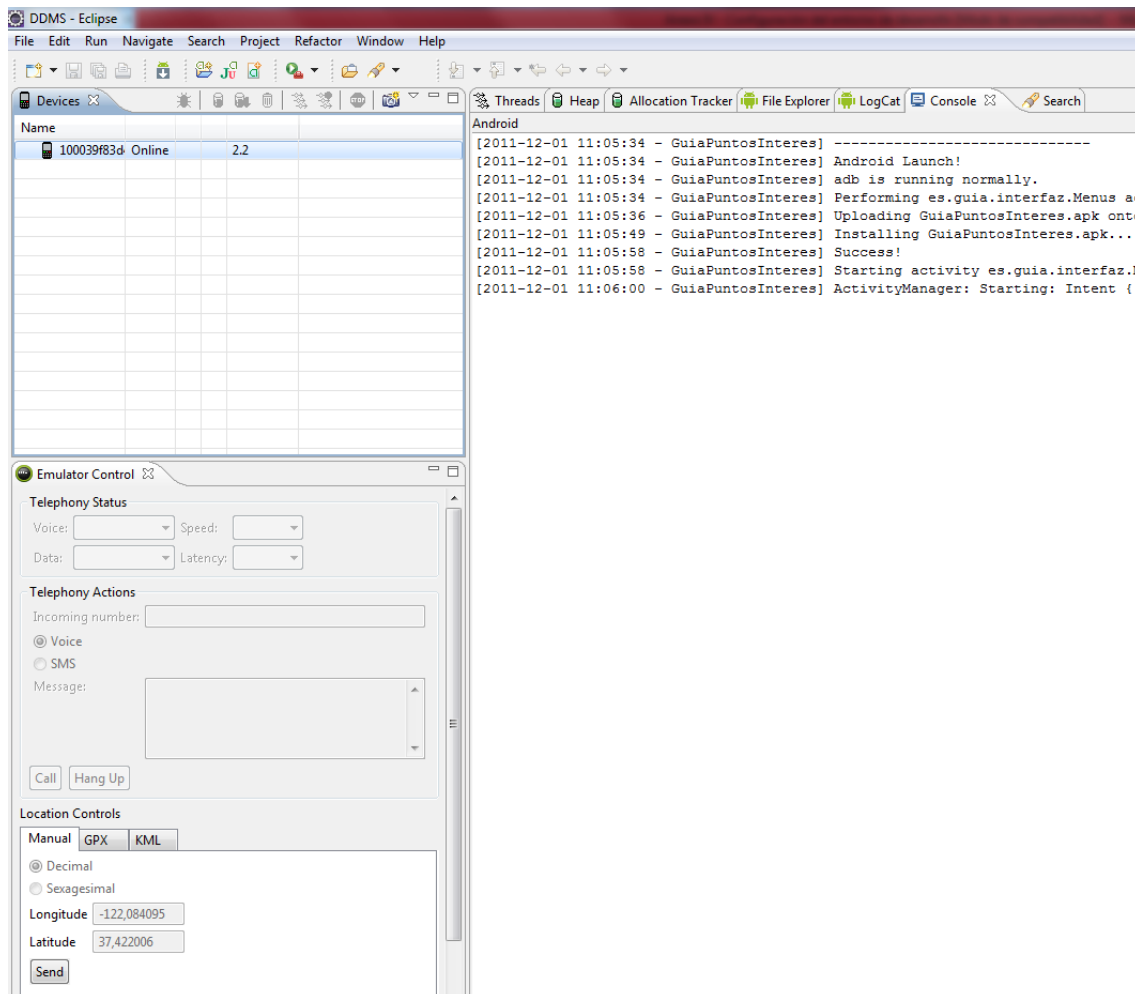 DDMS - Eclipse
File Edit Run Navigate Search Project Refactor Window Help
Devices
Name
100039f83d Online 2.2
Threads Heap Allocation Tracker File Explorer LogCat Console Search
Android
[2011-12-01 11:05:34 - GuiaPuntosInteres] ------------------------------
[2011-12-01 11:05:34 - GuiaPuntosInteres] Android Launch!
[2011-12-01 11:05:34 - GuiaPuntosInteres] adb is running normally.
[2011-12-01 11:05:34 - GuiaPuntosInteres] Performing es.guia.interfaz.Menus a
[2011-12-01 11:05:36 - GuiaPuntosInteres] Uploading GuiaPuntosInteres.apk ont
[2011-12-01 11:05:49 - GuiaPuntosInteres] Installing GuiaPuntosInteres.apk...
[2011-12-01 11:05:58 - GuiaPuntosInteres] Success!
[2011-12-01 11:05:58 - GuiaPuntosInteres] Starting activity es.guia.interfaz.
[2011-12-01 11:06:00 - GuiaPuntosInteres] ActivityManager: Starting: Intent {
Emulator Control
Telephony Status
Voice: Speed:
Data: Latency:
Telephony Actions
Incoming number:
Voice
SMS
Message:
Call Hang Up
Location Controls
Manual GPX KML
Decimal
Sexagesimal
Longitude -122,084095
Latitude 37,422006
Send